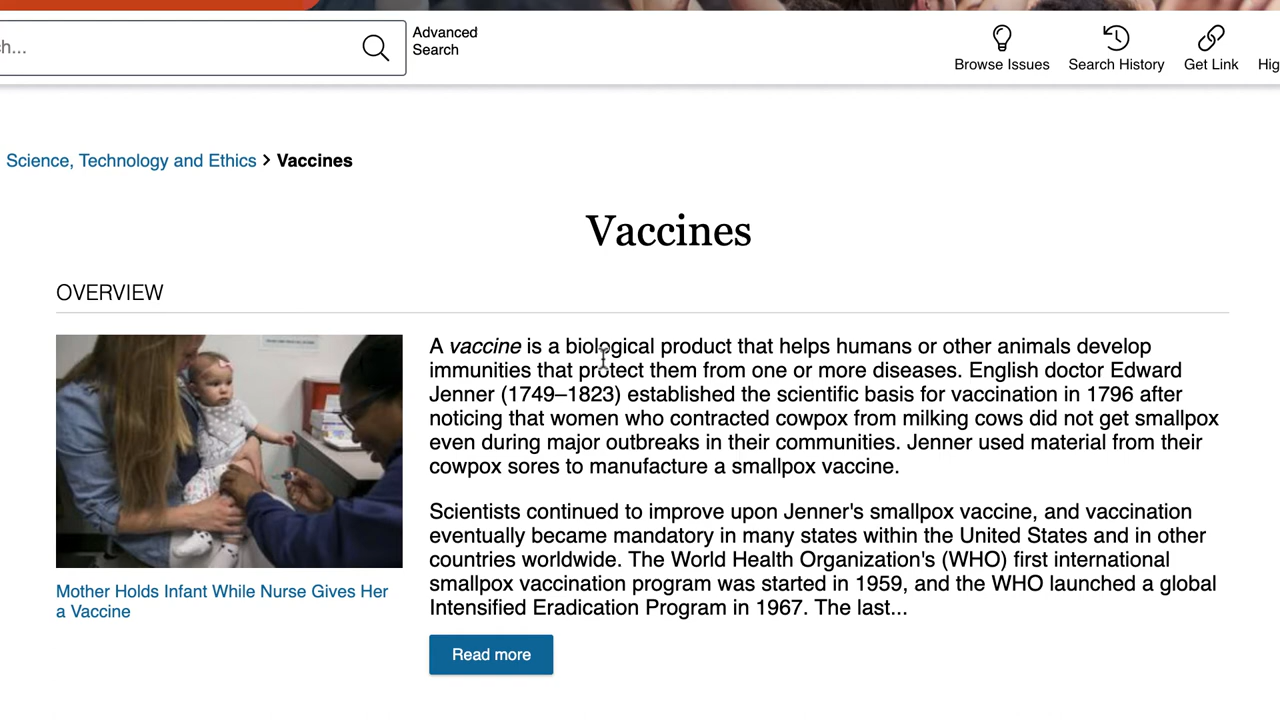 ch...
Advanced
Search
Browse Issues
Search History
Get Link
Hig
Science, Technology and Ethics > Vaccines
Vaccines
OVERVIEW
A vaccine is a biological product that helps humans or other animals develop
immunities that protect them from one or more diseases. English doctor Edward
Jenner (1749–1823) established the scientific basis for vaccination in 1796 after
noticing that women who contracted cowpox from milking cows did not get smallpox
even during major outbreaks in their communities. Jenner used material from their
cowpox sores to manufacture a smallpox vaccine.
Scientists continued to improve upon Jenner's smallpox vaccine, and vaccination
eventually became mandatory in many states within the United States and in other
countries worldwide. The World Health Organization's (WHO) first international
smallpox vaccination program was started in 1959, and the WHO launched a global
Intensified Eradication Program in 1967. The last...
Mother Holds Infant While Nurse Gives Her
a Vaccine
Read more